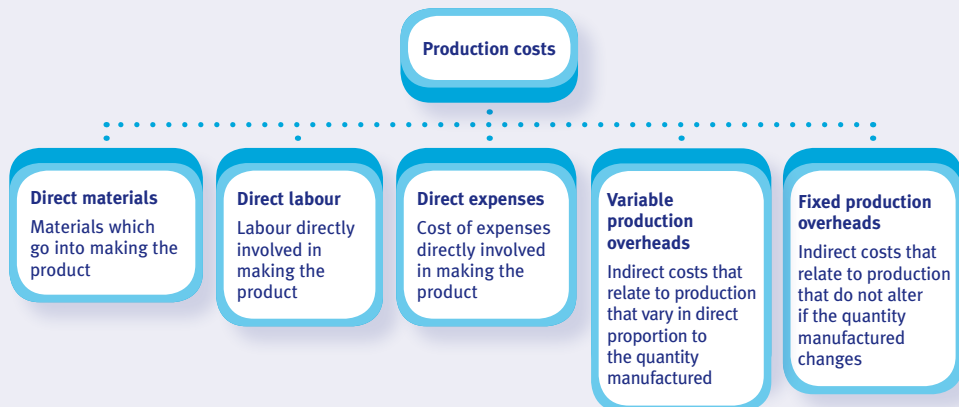 Production costs
Direct materials
Materials which
go into making the
product
Direct labour
Labour directly
involved in
making the
product
Direct expenses
Cost of expenses
directly involved
in making the
product
Variable
production
overheads
Indirect costs that
relate to production
that vary in direct
proportion to
the quantity
manufactured
Fixed production
overheads
Indirect costs that
relate to production
that do not alter
if the quantity
manufactured
changes